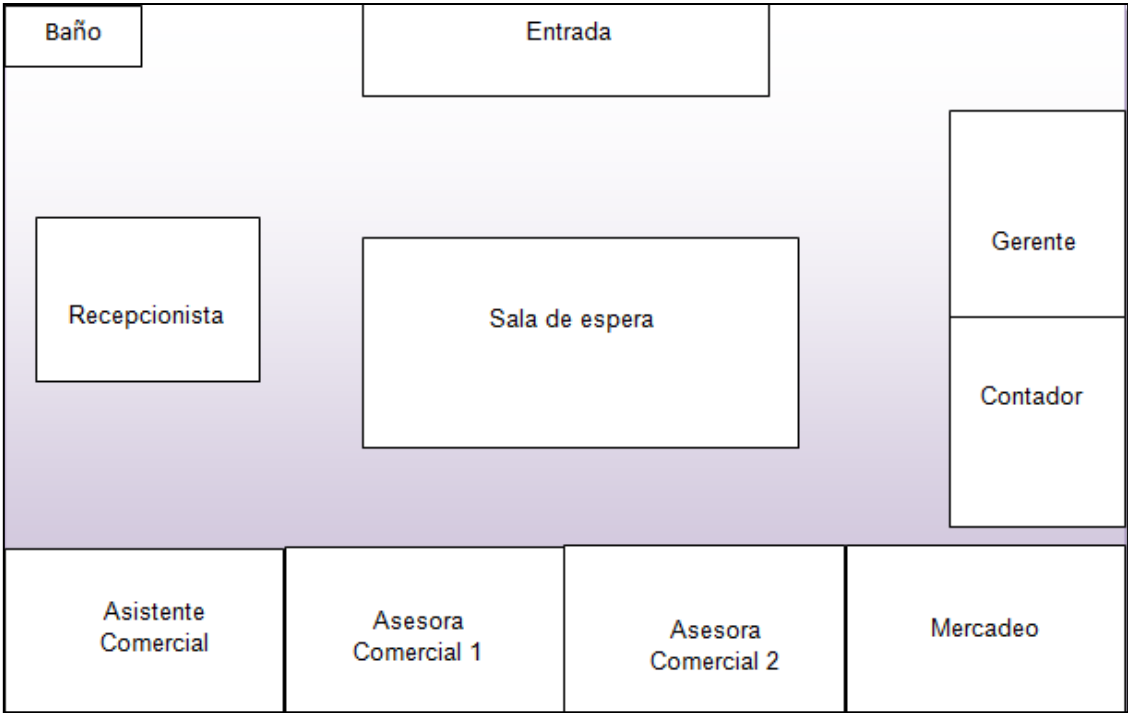 Baño
Entrada
Gerente
Recepcionista
Sala de espera
Contador
Asistente
Comercial
Asesora
Comercial 1
Asesora
Comercial 2
Mercadeo